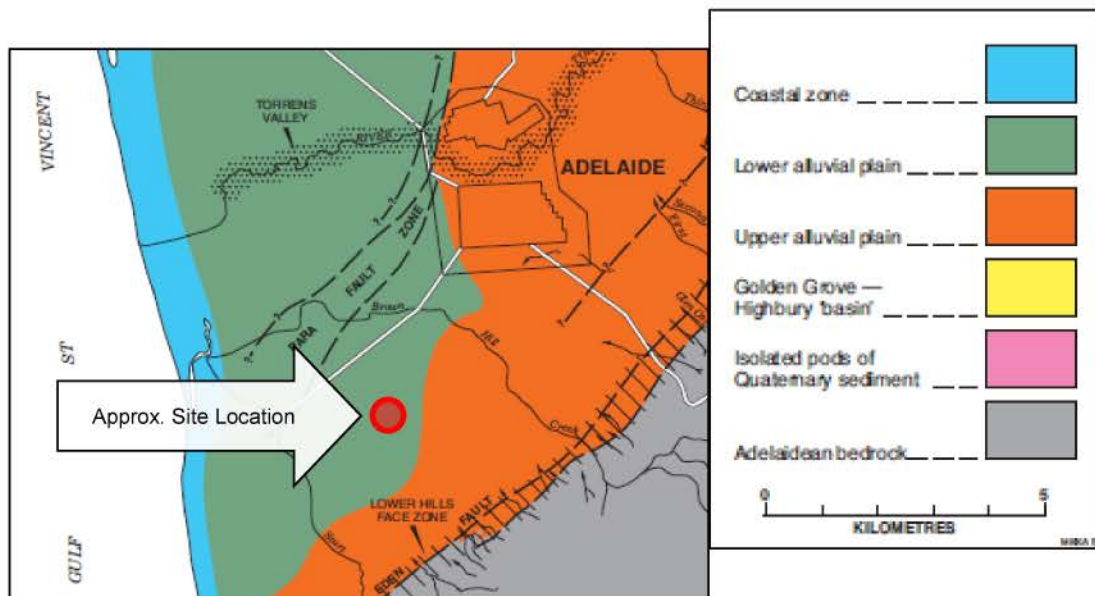 VINCENT
ST
GULF
TORRENS
VALLEY
RIVER
ADELAIDE
ZONE
FAULT
PARA
Brown
Hill
Creek
First
Sturt
LOWER HILLS
FACE ZONE
EDEN
FAULT
?
?
?
?
?
?
?
Approx. Site Location
Coastal zone
Lower alluvial plain
Upper alluvial plain
Golden Grove —
Highbury 'basin'
Isolated pods of
Quaternary sediment
Adelaidean bedrock
0 5
KILOMETRES